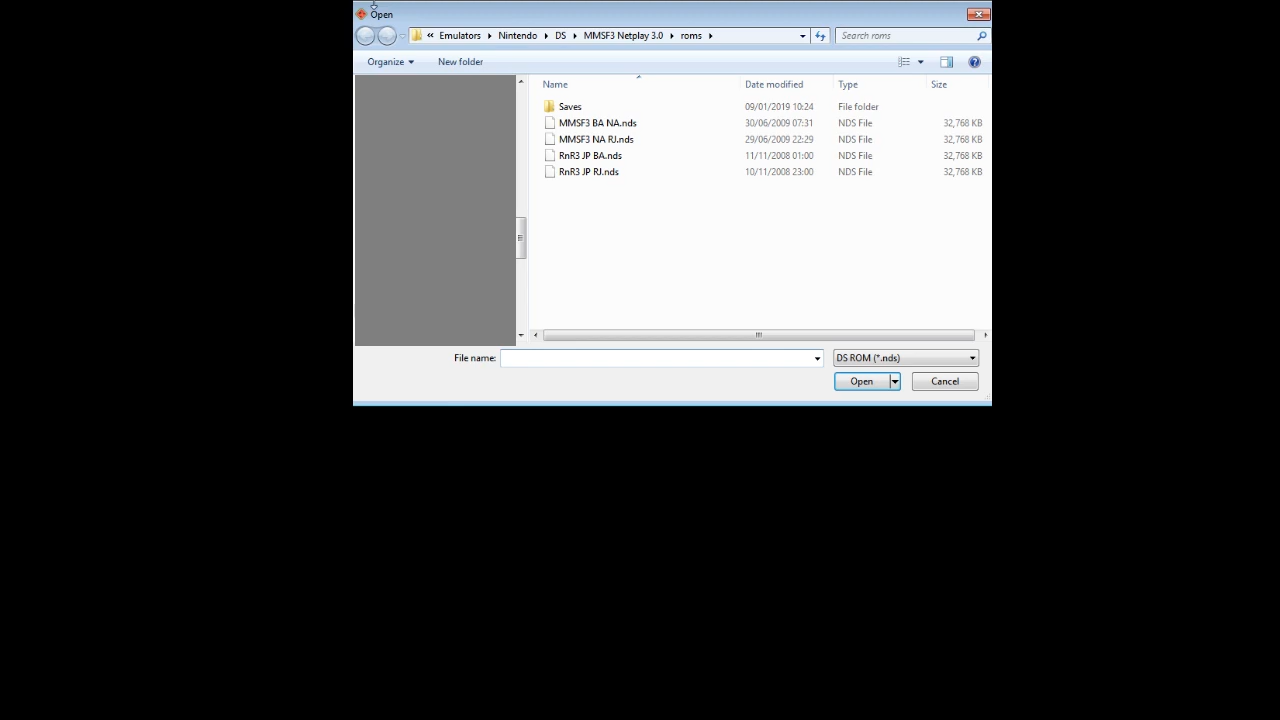 Open
« Emulators Nintendo DS MMSF3 Netplay 3.0 roms Search roms
Organize New folder
Name Date modified Type Size
Saves 09/01/2019 10:24 File folder
MMSF3 BA NA.nds 30/06/2009 07:31 NDS File 32,768 KB
MMSF3 NA RJ.nds 29/06/2009 22:29 NDS File 32,768 KB
RnR3 JP BA.nds 11/11/2008 01:00 NDS File 32,768 KB
RnR3 JP RJ.nds 10/11/2008 23:00 NDS File 32,768 KB
File name: DS ROM (*.nds)
Open Cancel